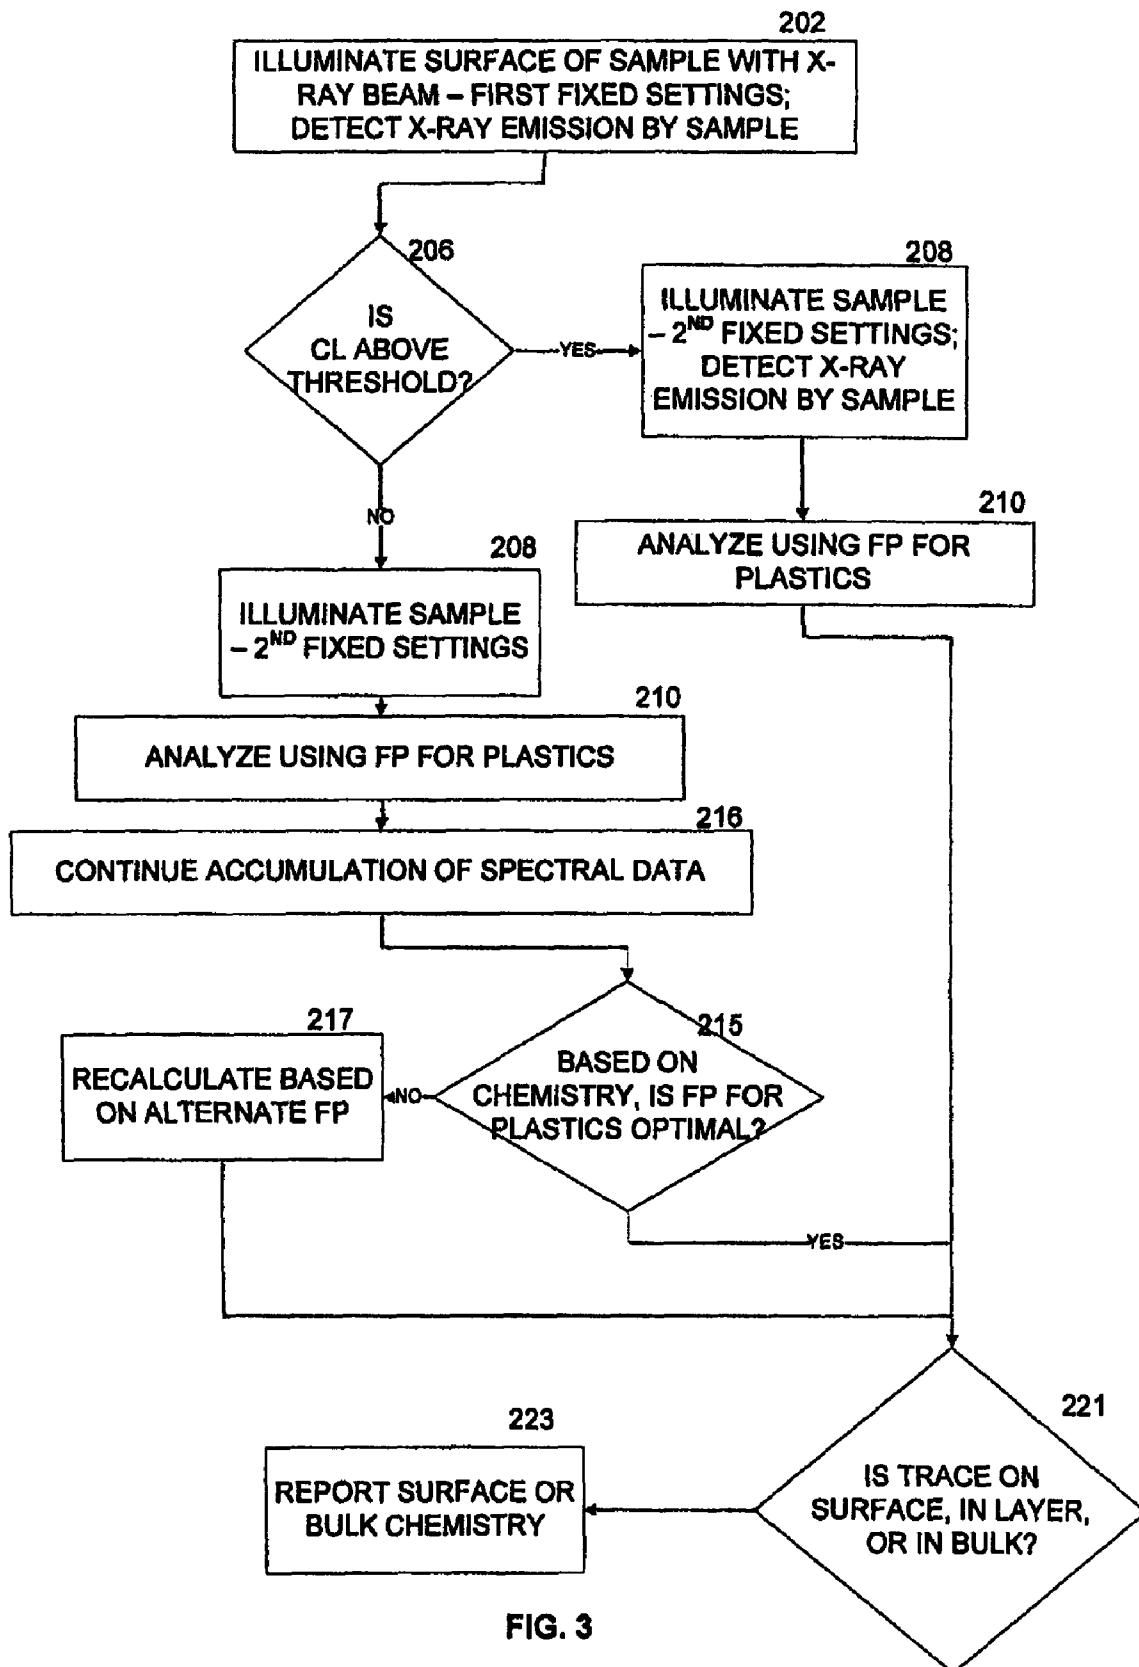 202
ILLUMINATE SURFACE OF SAMPLE WITH X-
RAY BEAM – FIRST FIXED SETTINGS;
DETECT X-RAY EMISSION BY SAMPLE
206
IS
CL ABOVE
THRESHOLD?
YES
208
ILLUMINATE SAMPLE
– 2ND FIXED SETTINGS;
DETECT X-RAY
EMISSION BY SAMPLE
210
ANALYZE USING FP FOR
PLASTICS
NO
208
ILLUMINATE SAMPLE
– 2ND FIXED SETTINGS
210
ANALYZE USING FP FOR PLASTICS
216
CONTINUE ACCUMULATION OF SPECTRAL DATA
215
BASED ON
CHEMISTRY, IS FP FOR
PLASTICS OPTIMAL?
NO
217
RECALCULATE BASED
ON ALTERNATE FP
YES
221
IS TRACE ON
SURFACE, IN LAYER,
OR IN BULK?
223
REPORT SURFACE OR
BULK CHEMISTRY
FIG. 3